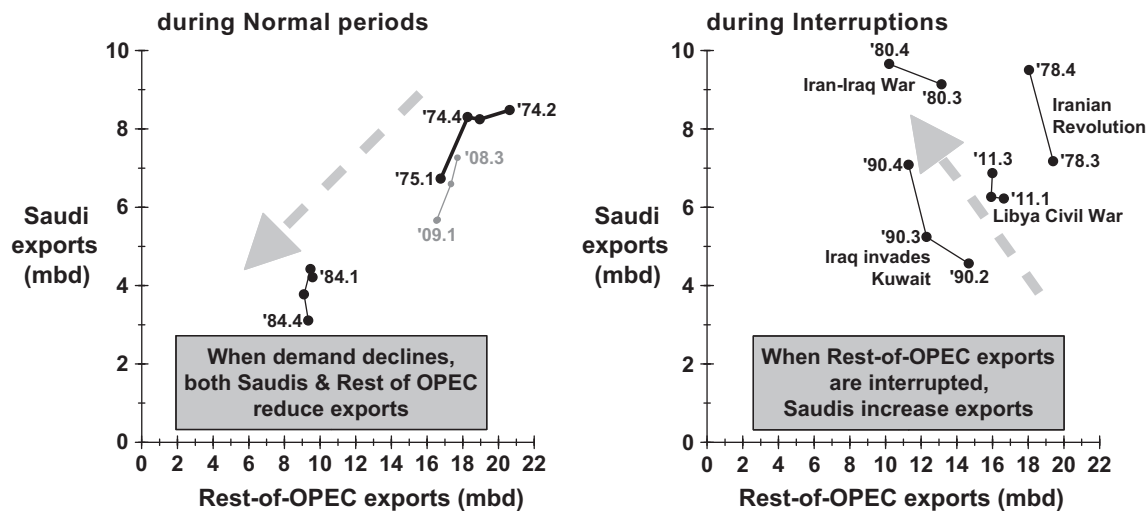 during Normal periods
10
8
6
4
2
0
Saudi
exports
(mbd)
'74.4
'74.2
'08.3
'75.1
'09.1
'84.1
'84.4
When demand declines,
both Saudis & Rest of OPEC
reduce exports
0 2 4 6 8 10 12 14 16 18 20 22
Rest-of-OPEC exports (mbd)
during Interruptions
10
8
6
4
2
0
Saudi
exports
(mbd)
'80.4
Iran-Iraq War
'80.3
'78.4
Iranian
Revolution
'78.3
'90.4
'11.3
'11.1
Libya Civil War
'90.3
Iraq invades
Kuwait
'90.2
When Rest-of-OPEC exports
are interrupted,
Saudis increase exports
0 2 4 6 8 10 12 14 16 18 20 22
Rest-of-OPEC exports (mbd)